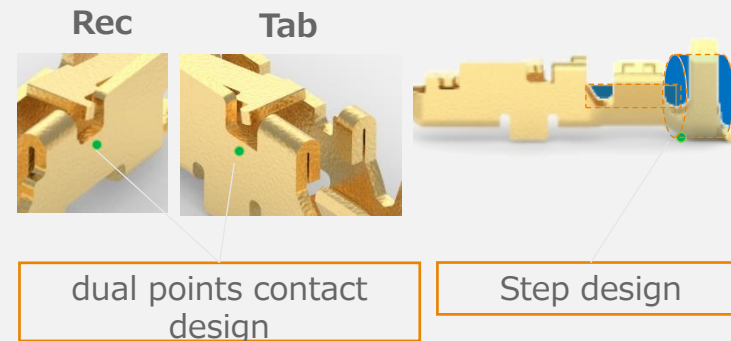 Rec
Tab
dual points contact
design
Step design